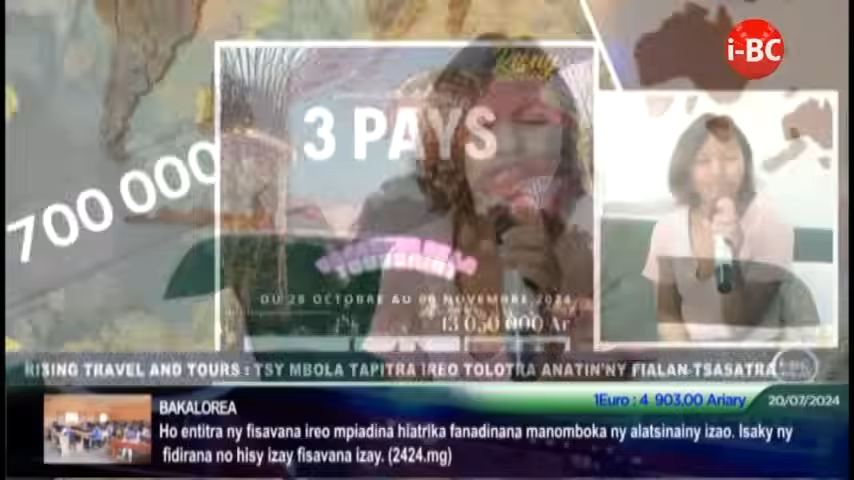 i-BC
3 PAYS
700 000
DU 28 OCTOBRE AU 06 NOVEMBRE 2024
13 050 000 Ar
RISING TRAVEL AND TOURS : TSY MBOLA TAPITRA IREO TOLOTRA ANATIN'NY FIALAN-TSASATRA
1Euro : 4 903,00 Ariary
20/07/2024
BAKALOREA
Ho entitra ny fisavana ireo mpiadina hiatrika fanadinana manomboka ny alatsinainy izao. Isaky ny
fidirana no hisy izay fisavana izay. (2424.mg)